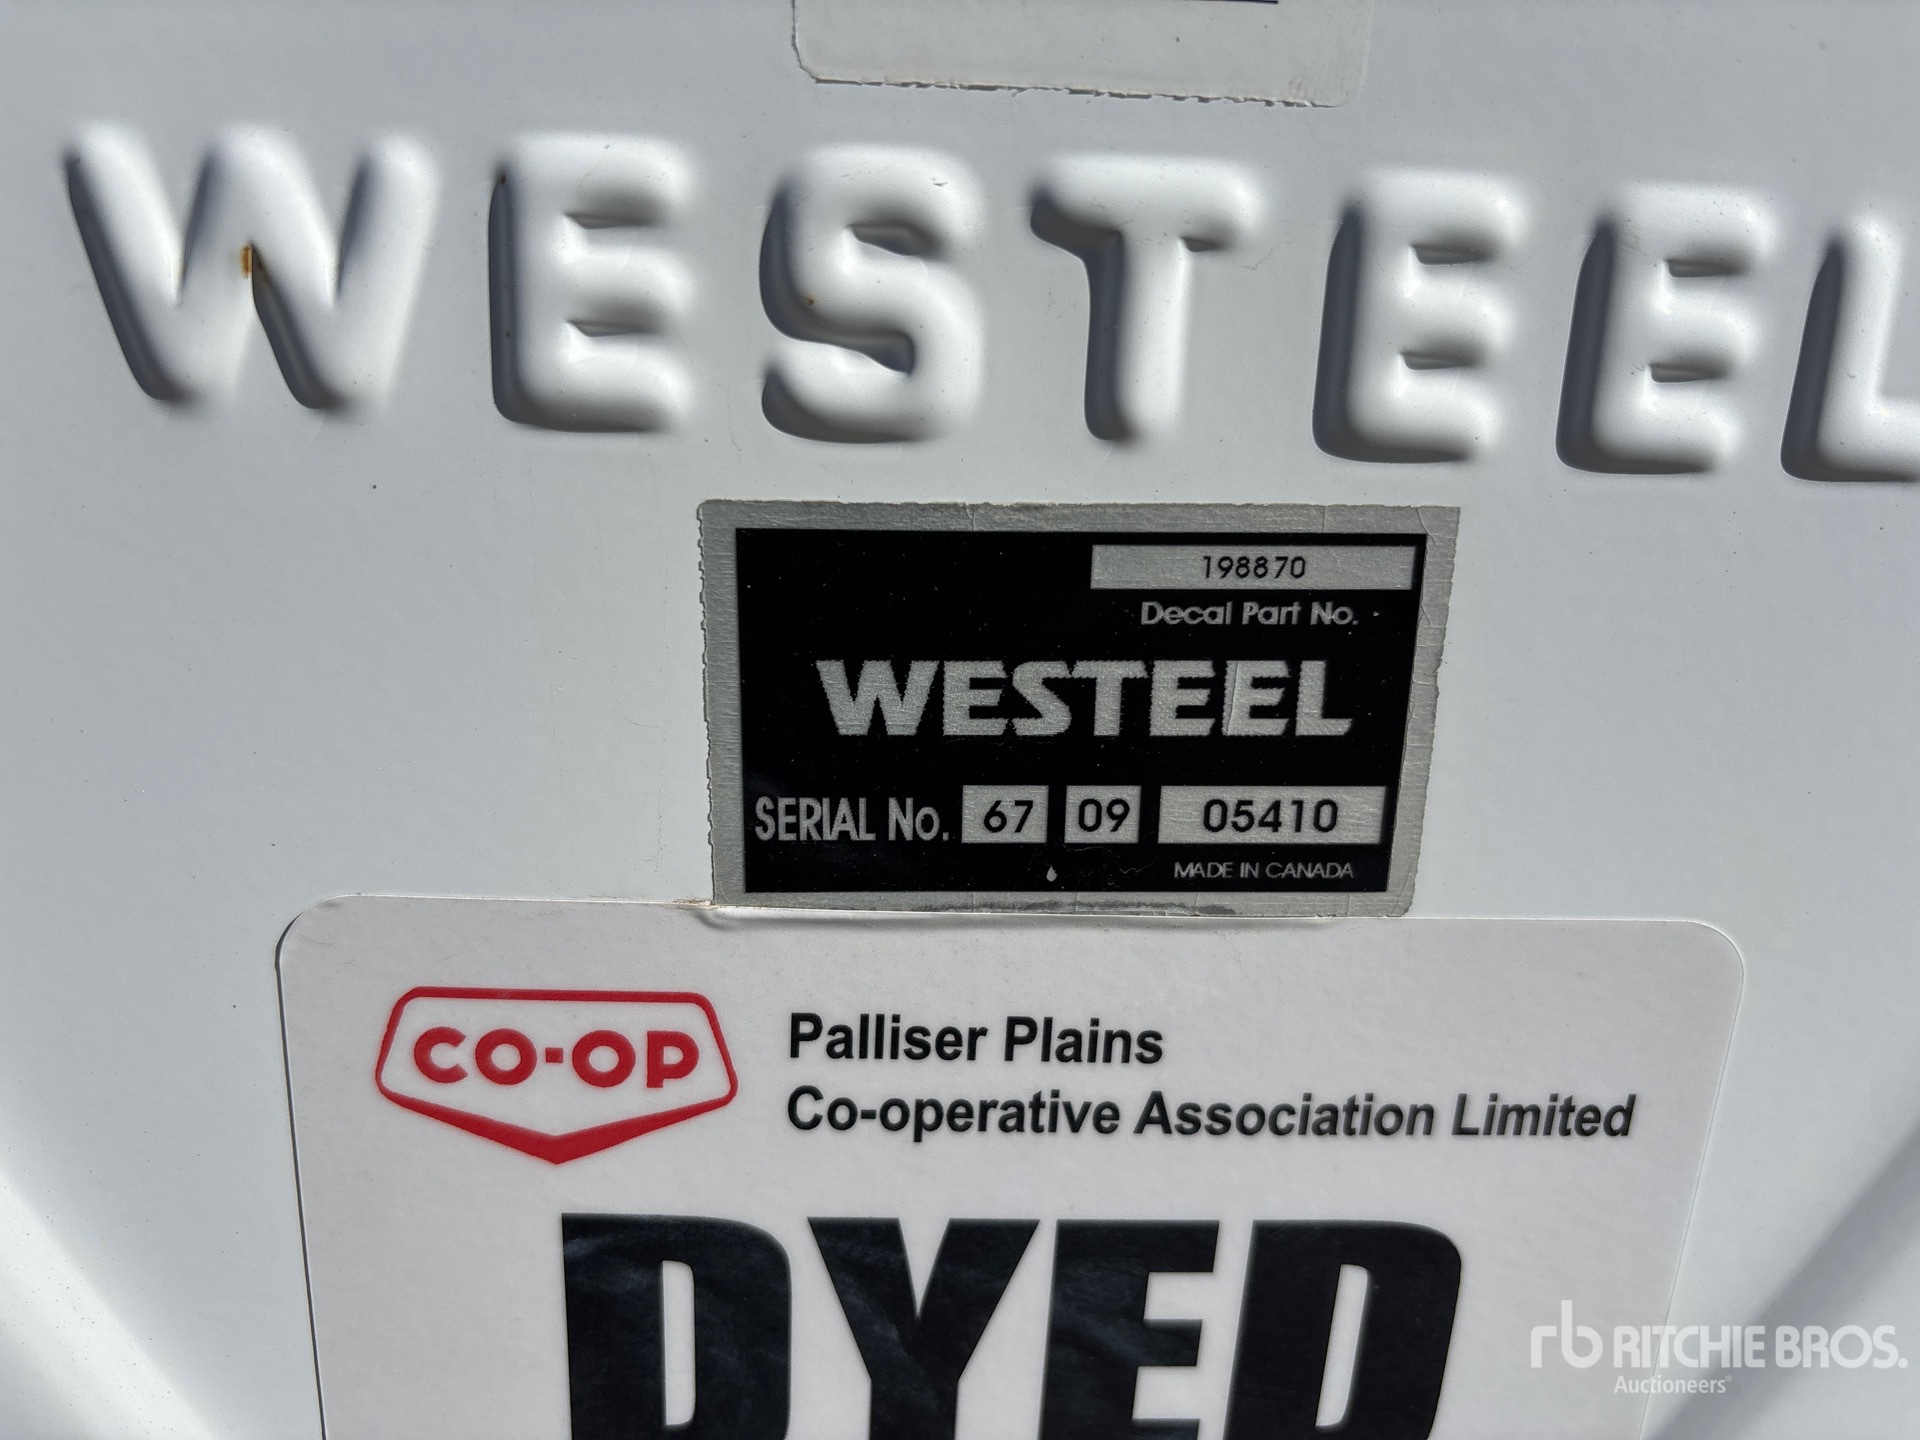 WESTEEL
198870
Decal Part No.
WESTEEL
SERIAL No. 67 09 05410
MADE IN CANADA
CO-OP
Palliser Plains
Co-operative Association Limited
DYED
rb RITCHIE BROS.
Auctioneers